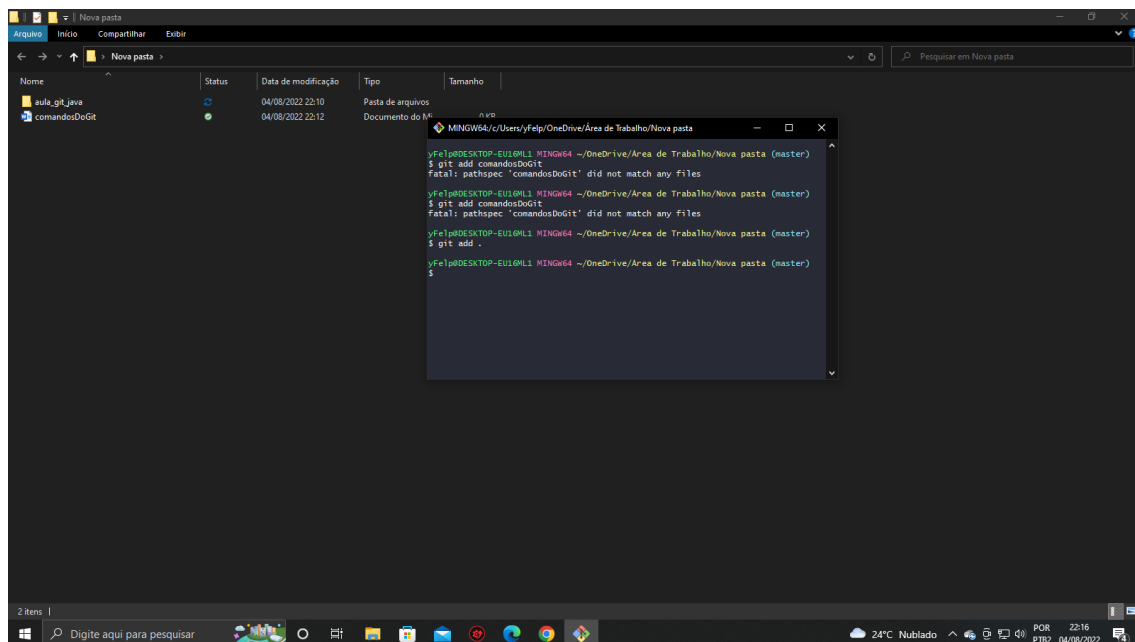 Nova pasta
Arquivo Início Compartilhar Exibir
Nova pasta
Pesquisar em Nova pasta
Nome Status Data de modificação Tipo Tamanho
aula_git_java 04/08/2022 22:10 Pasta de arquivos
comandosDoGit 04/08/2022 22:12 Documento do Mi... 0 KB
MINGW64:/c/Users/yFelp/OneDrive/Área de Trabalho/Nova pasta
yFelp@DESKTOP-EU16ML1 MINGW64 ~/OneDrive/Área de Trabalho/Nova pasta (master)
$ git add comandosDoGit
fatal: pathspec 'comandosDoGit' did not match any files
yFelp@DESKTOP-EU16ML1 MINGW64 ~/OneDrive/Área de Trabalho/Nova pasta (master)
$ git add comandosDoGit
fatal: pathspec 'comandosDoGit' did not match any files
yFelp@DESKTOP-EU16ML1 MINGW64 ~/OneDrive/Área de Trabalho/Nova pasta (master)
$ git add .
yFelp@DESKTOP-EU16ML1 MINGW64 ~/OneDrive/Área de Trabalho/Nova pasta (master)
$
2 itens
Digite aqui para pesquisar
24°C Nublado
POR 22:16
PTB2 04/08/2022